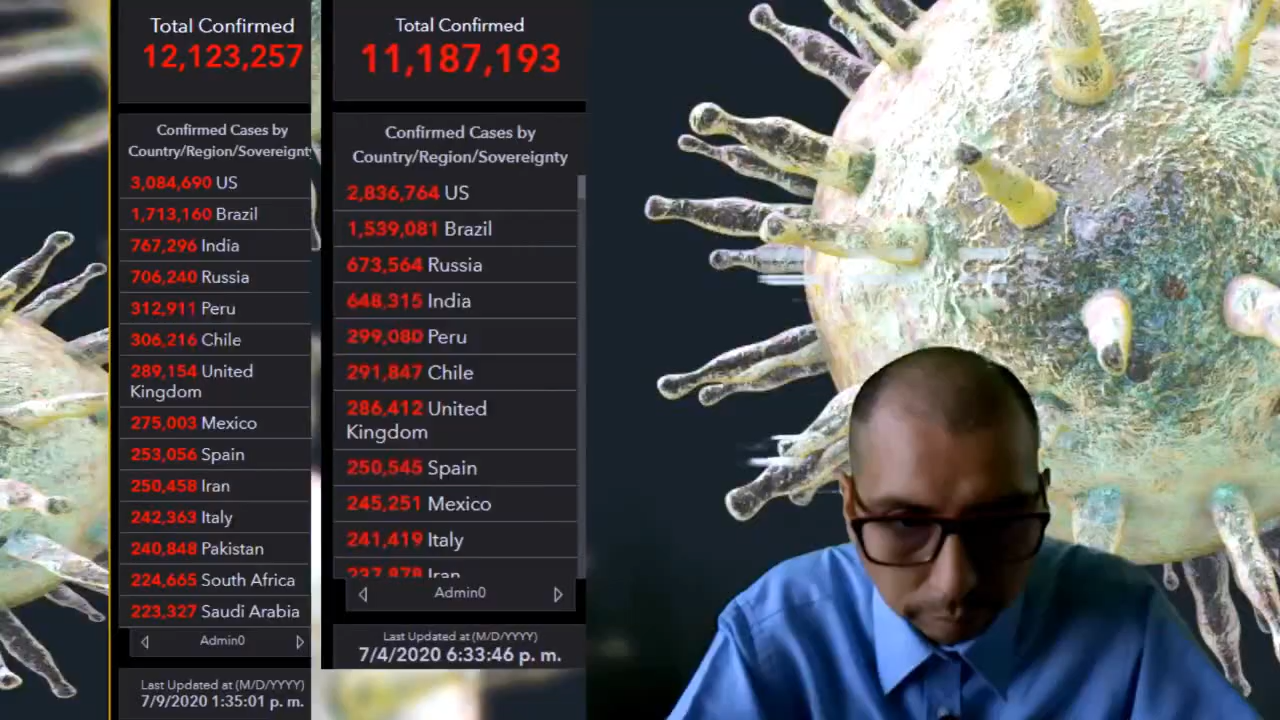 Total Confirmed
12,123,257
Confirmed Cases by
Country/Region/Sovereignt
3,084,690 US
1,713,160 Brazil
767,296 India
706,240 Russia
312,911 Peru
306,216 Chile
289,154 United
Kingdom
275,003 Mexico
253,056 Spain
250,458 Iran
242,363 Italy
240,848 Pakistan
224,665 South Africa
223,327 Saudi Arabia
Admin0
Last Updated at (M/D/YYYY)
7/9/2020 1:35:01 p. m.
Total Confirmed
11,187,193
Confirmed Cases by
Country/Region/Sovereignty
2,836,764 US
1,539,081 Brazil
673,564 Russia
648,315 India
299,080 Peru
291,847 Chile
286,412 United
Kingdom
250,545 Spain
245,251 Mexico
241,419 Italy
237,878 Iran
Admin0
Last Updated at (M/D/YYYY)
7/4/2020 6:33:46 p. m.